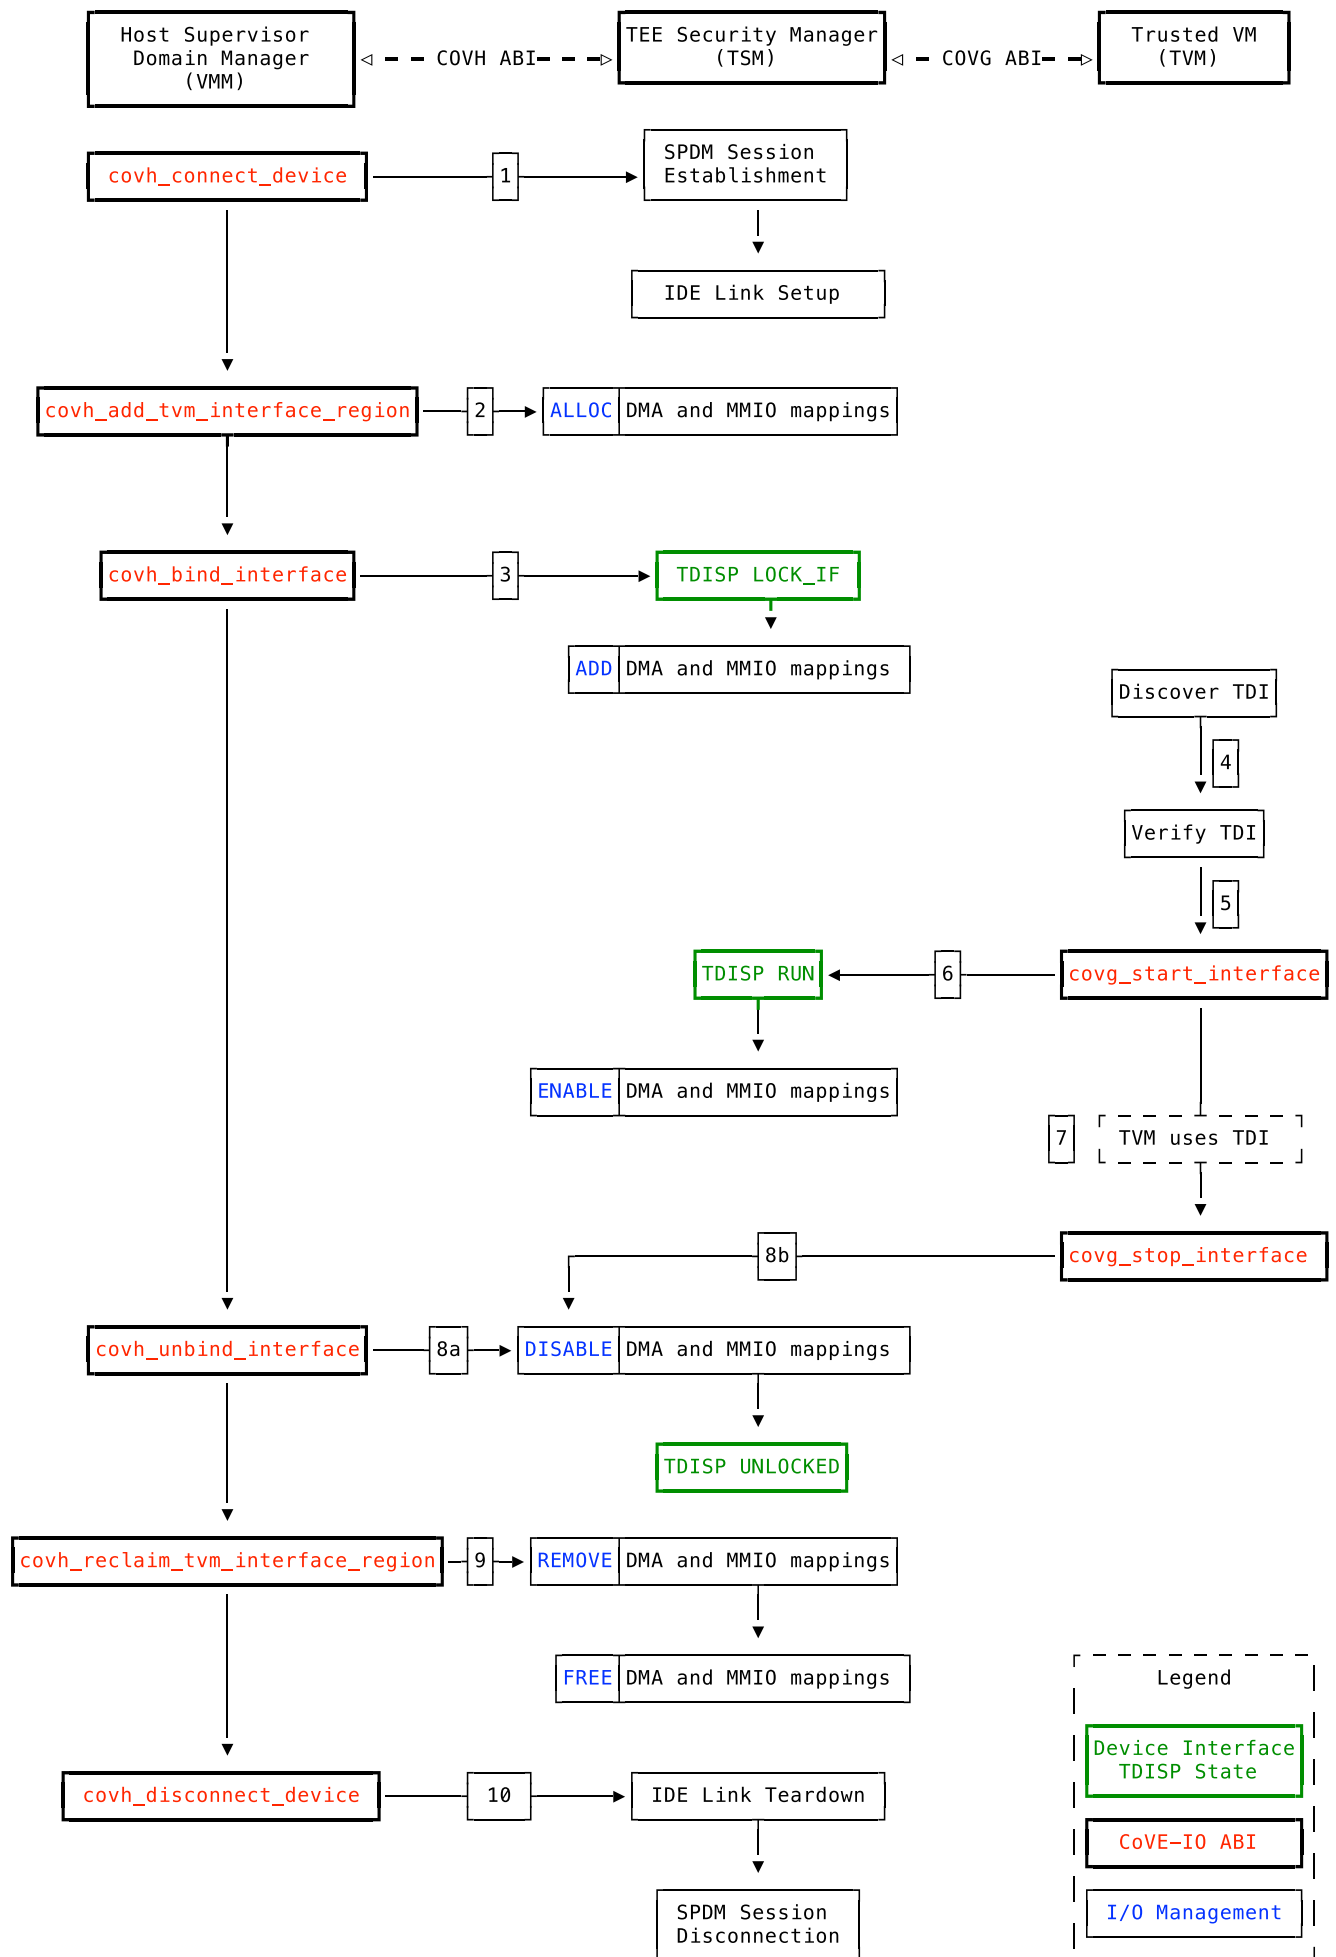 Host Supervisor
Domain Manager
(VMM)
COVH ABI
TEE Security Manager
(TSM)
COVG ABI
Trusted VM
(TVM)
covh_connect_device
1
SPDM Session
Establishment
IDE Link Setup
covh_add_tvm_interface_region
2
ALLOC DMA and MMIO mappings
covh_bind_interface
3
TDISP LOCK_IF
ADD DMA and MMIO mappings
Discover TDI
4
Verify TDI
5
TDISP RUN
6
covg_start_interface
ENABLE DMA and MMIO mappings
7
TVM uses TDI
8b
covg_stop_interface
covh_unbind_interface
8a
DISABLE DMA and MMIO mappings
TDISP UNLOCKED
covh_reclaim_tvm_interface_region
9
REMOVE DMA and MMIO mappings
FREE DMA and MMIO mappings
covh_disconnect_device
10
IDE Link Teardown
SPDM Session
Disconnection
Legend
Device Interface
TDISP State
CoVE–IO ABI
I/O Management